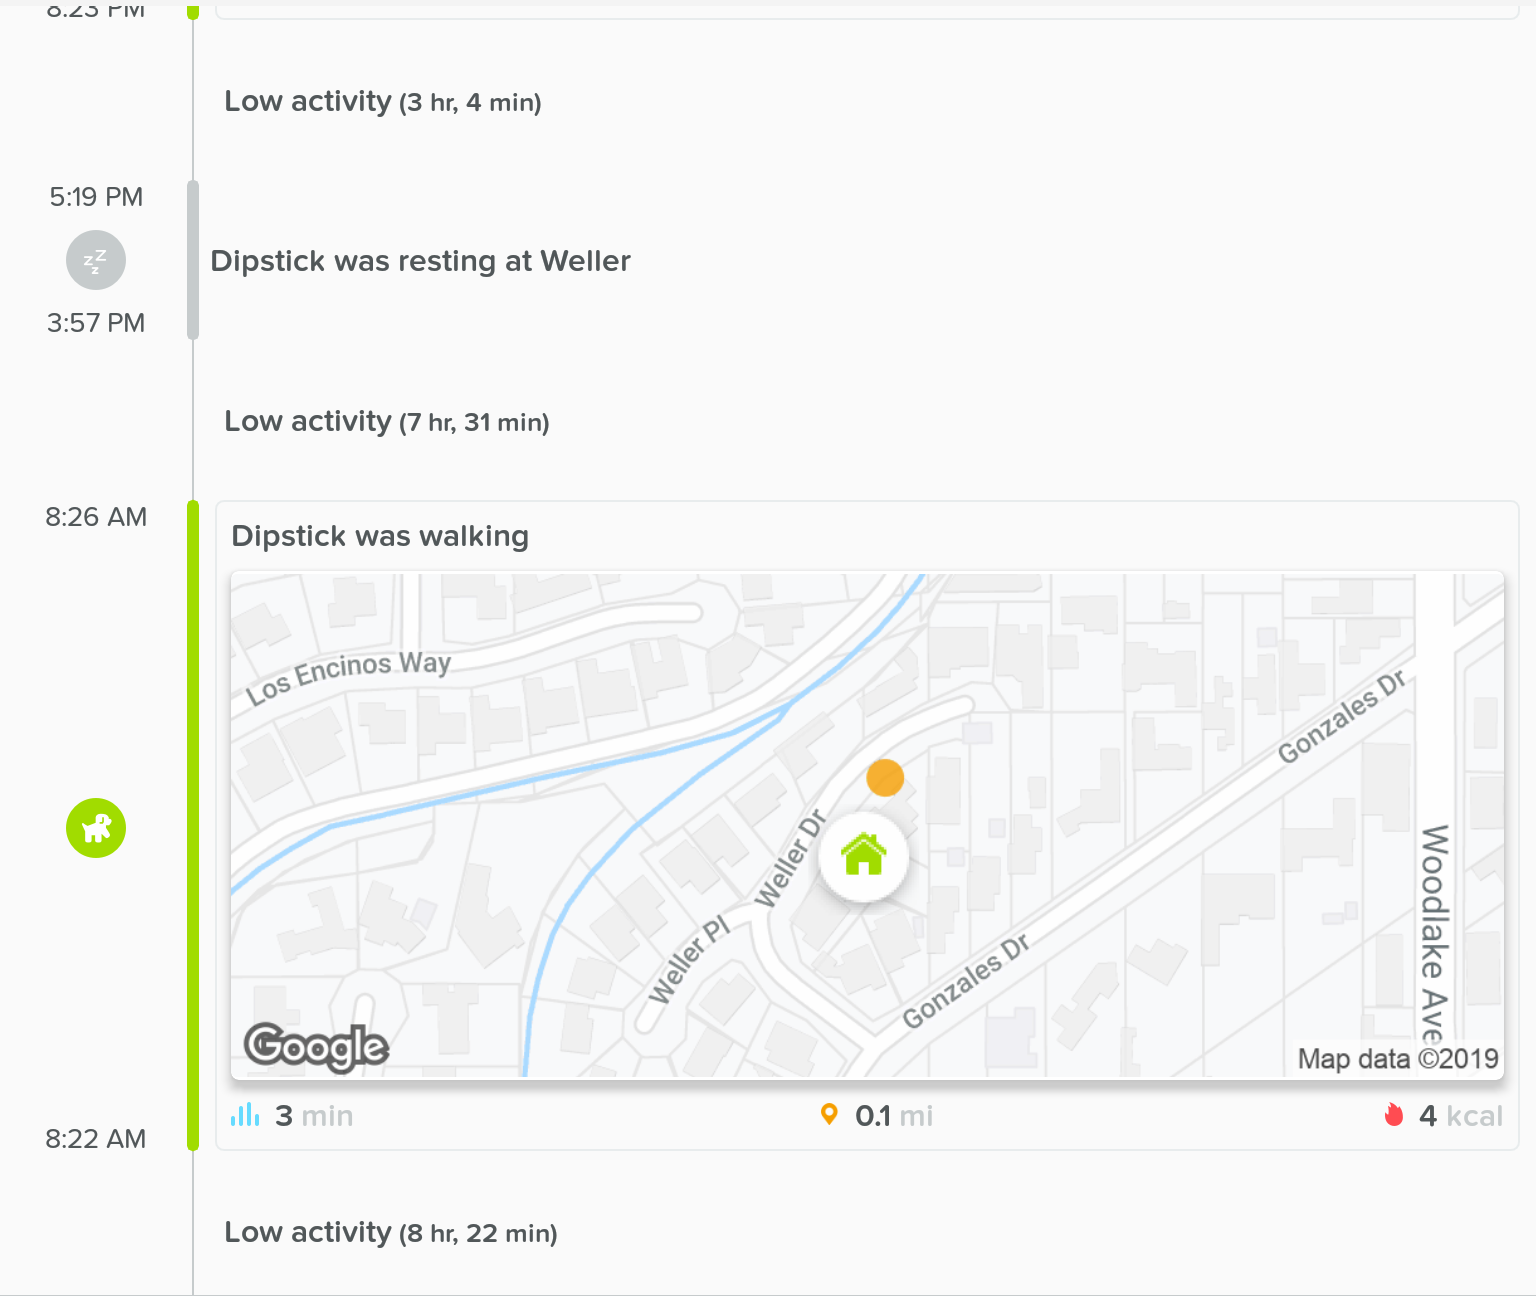 8:23 PM
Low activity (3 hr, 4 min)
5:19 PM
zZz
Dipstick was resting at Weller
3:57 PM
Low activity (7 hr, 31 min)
8:26 AM
Dipstick was walking
Los Encinos Way
Gonzales Dr
Weller Dr
Woodlake Ave
Weller Pl
Gonzales Dr
Google
Map data ©2019
3 min
0.1 mi
4 kcal
8:22 AM
Low activity (8 hr, 22 min)